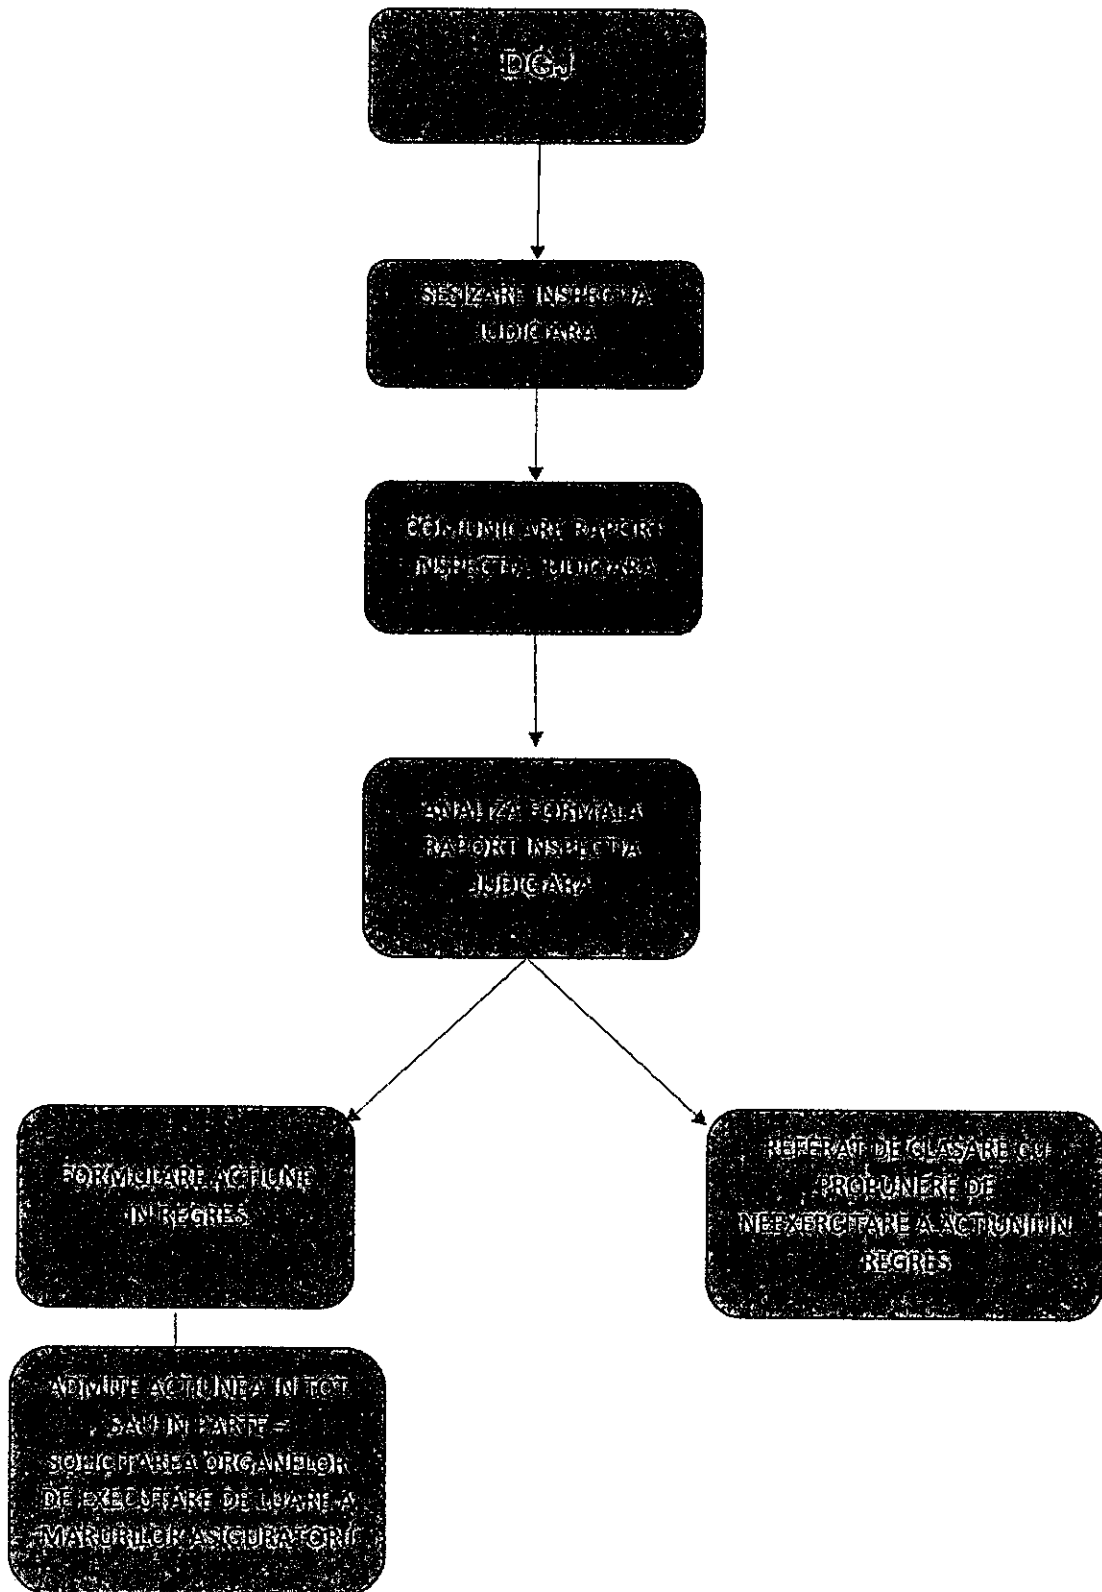 DGJ
SESIZARE INSPECTIA
JUDICIARA
COMUNICARE RAPORT
INSPECTIA JUDICIARA
ANALIZA FORMALA
RAPORT INSPECTIA
JUDICIARA
FORMULARE ACTIUNE
IN REGRES
REFERAT DE CLASARE CU
PROPUNERE DE
NEEXERCITARE A ACTIUNII IN
REGRES
ADMITE ACTIUNEA IN TOT
SAU IN PARTE –
SOLICITAREA ORGANELOR
DE EXECUTARE DE LUARE A
MARURILOR ASIGURATORII